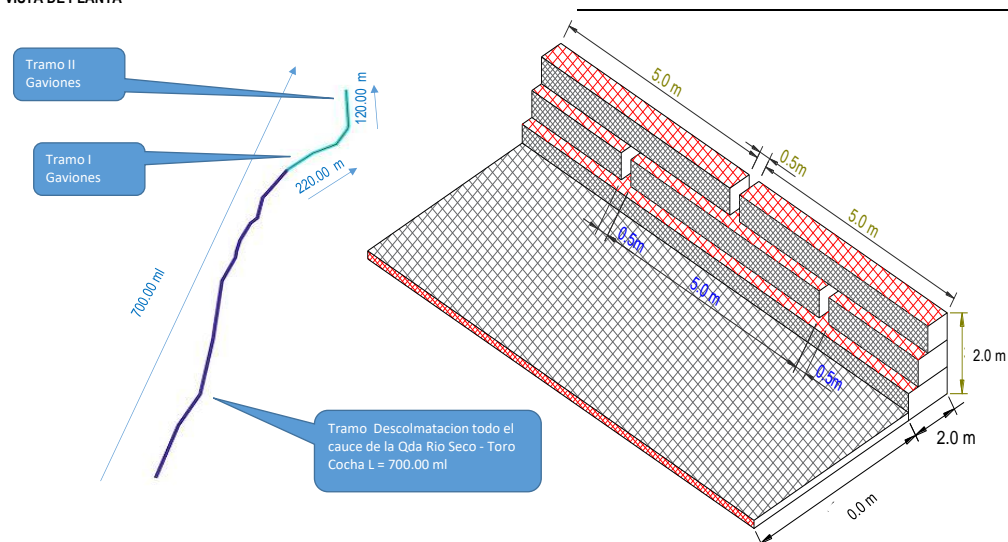 VISTA DE PLANTA
Tramo II
Gaviones
Tramo I
Gaviones
120.00 m
220.00 m
700.00 ml
Tramo Descolmatacion todo el
cauce de la Qda Rio Seco - Toro
Cocha L = 700.00 ml
5.0 m
0.5m
5.0 m
0.5m
5.0 m
0.5m
2.0 m
2.0 m
0.0 m